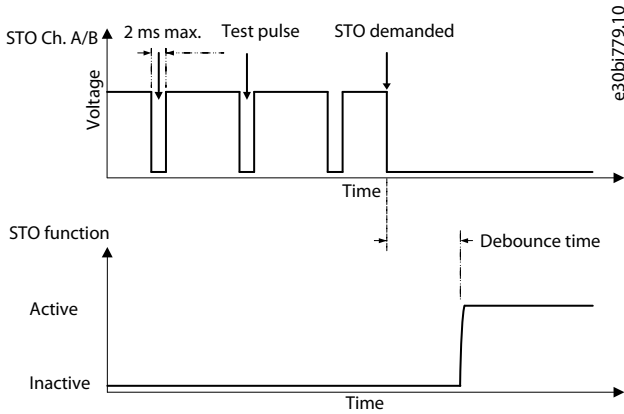 STO Ch. A/B
2 ms max.
Test pulse
STO demanded
e30bj779.10
Voltage
Time
STO function
Debounce time
Active
Inactive
Time